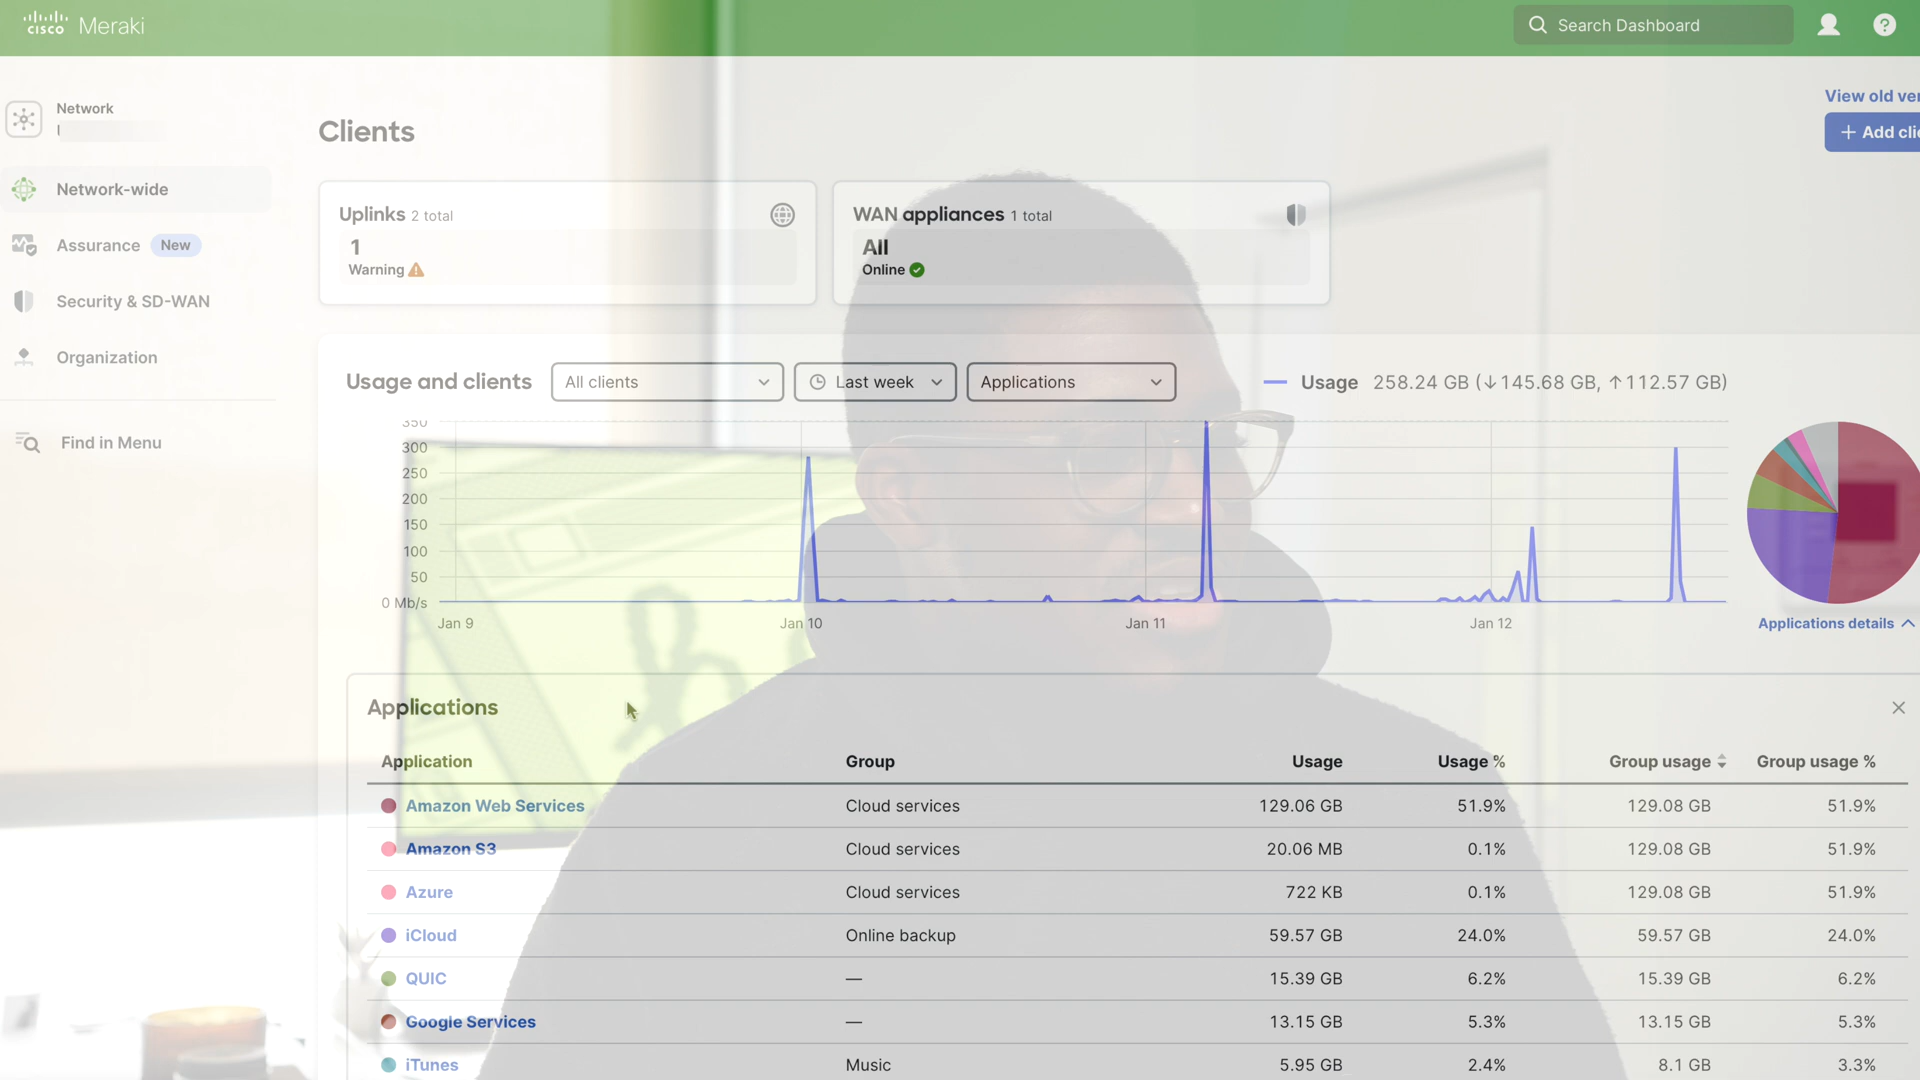 CISCO Meraki
Search Dashboard
?
Network
Network-wide
Assurance New
Security & SD-WAN
Organization
Find in Menu
Clients
View old ver
+ Add clie
Uplinks 2 total
1
Warning
WAN appliances 1 total
All
Online
Usage and clients
All clients
Last week
Applications
Usage 258.24 GB (↓145.68 GB, ↑112.57 GB)
350
300
250
200
150
100
50
0 Mb/s
Jan 9 Jan 10 Jan 11 Jan 12
Applications details
Applications
Application Group Usage Usage % Group usage Group usage %
Amazon Web Services Cloud services 129.06 GB 51.9% 129.08 GB 51.9%
Amazon S3 Cloud services 20.06 MB 0.1% 129.08 GB 51.9%
Azure Cloud services 722 KB 0.1% 129.08 GB 51.9%
iCloud Online backup 59.57 GB 24.0% 59.57 GB 24.0%
QUIC — 15.39 GB 6.2% 15.39 GB 6.2%
Google Services — 13.15 GB 5.3% 13.15 GB 5.3%
iTunes Music 5.95 GB 2.4% 8.1 GB 3.3%